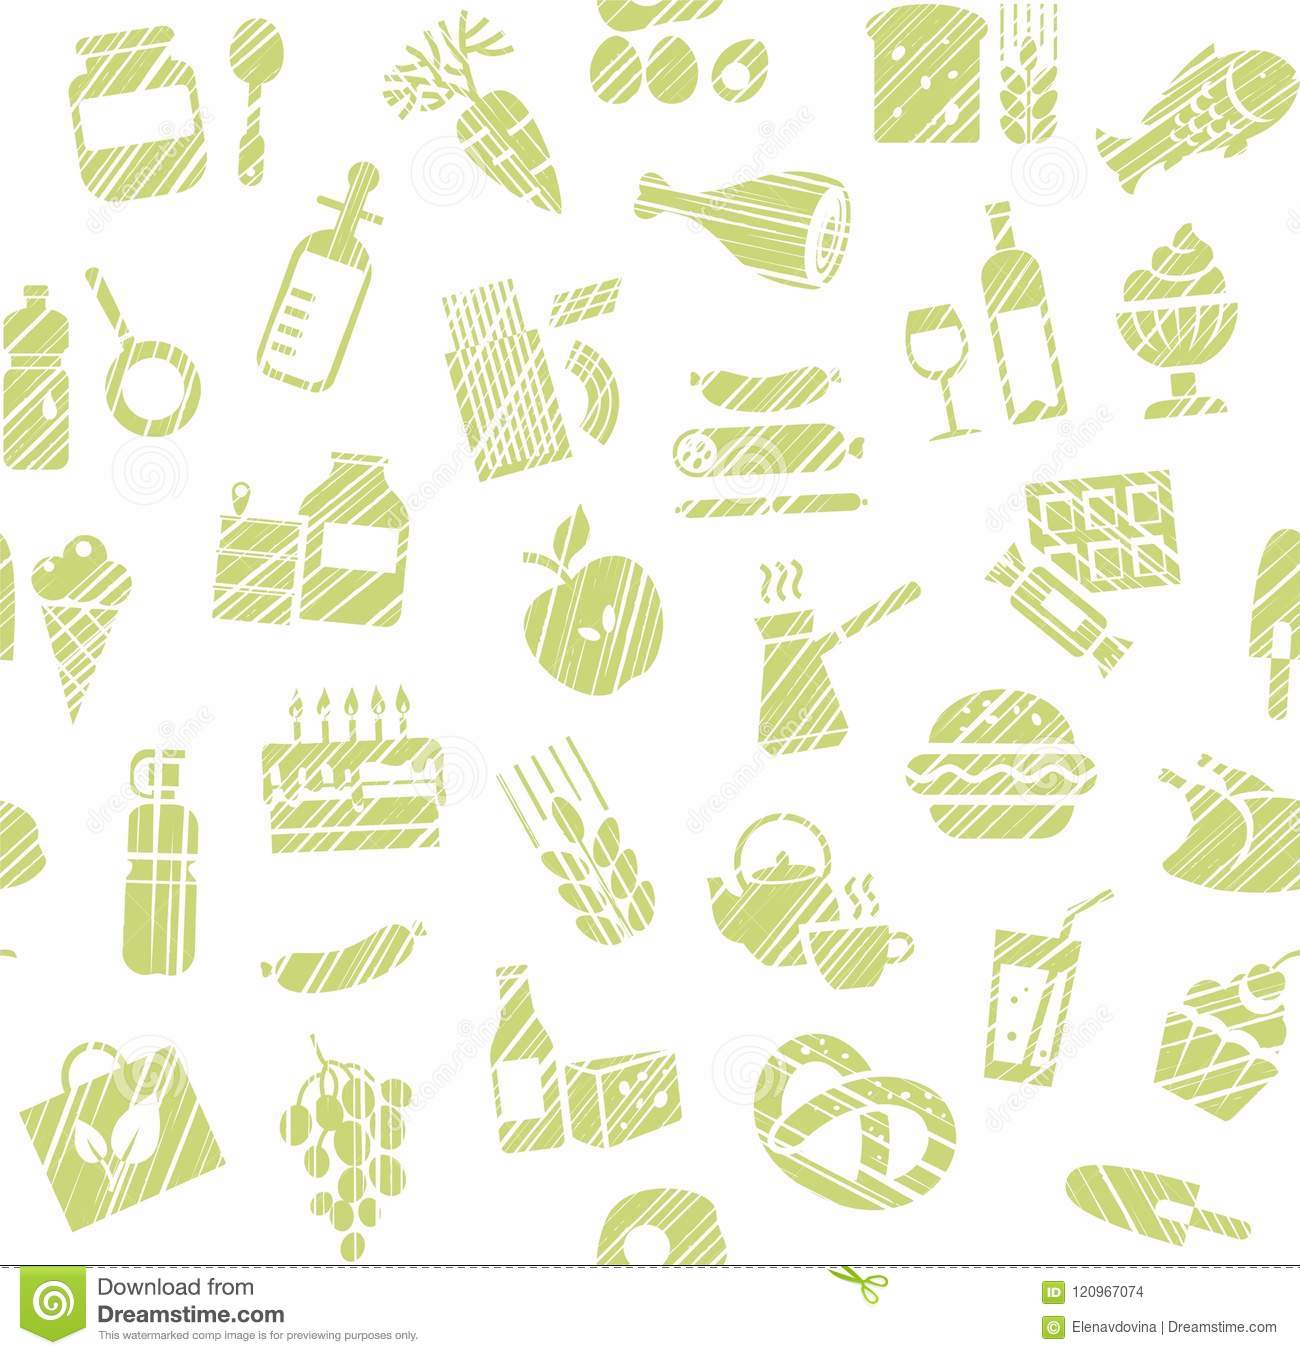 Download from
Dreamstime.com
This watermarked comp image is for previewing purposes only.
ID 120967074
© Elenavdovina | Dreamstime.com